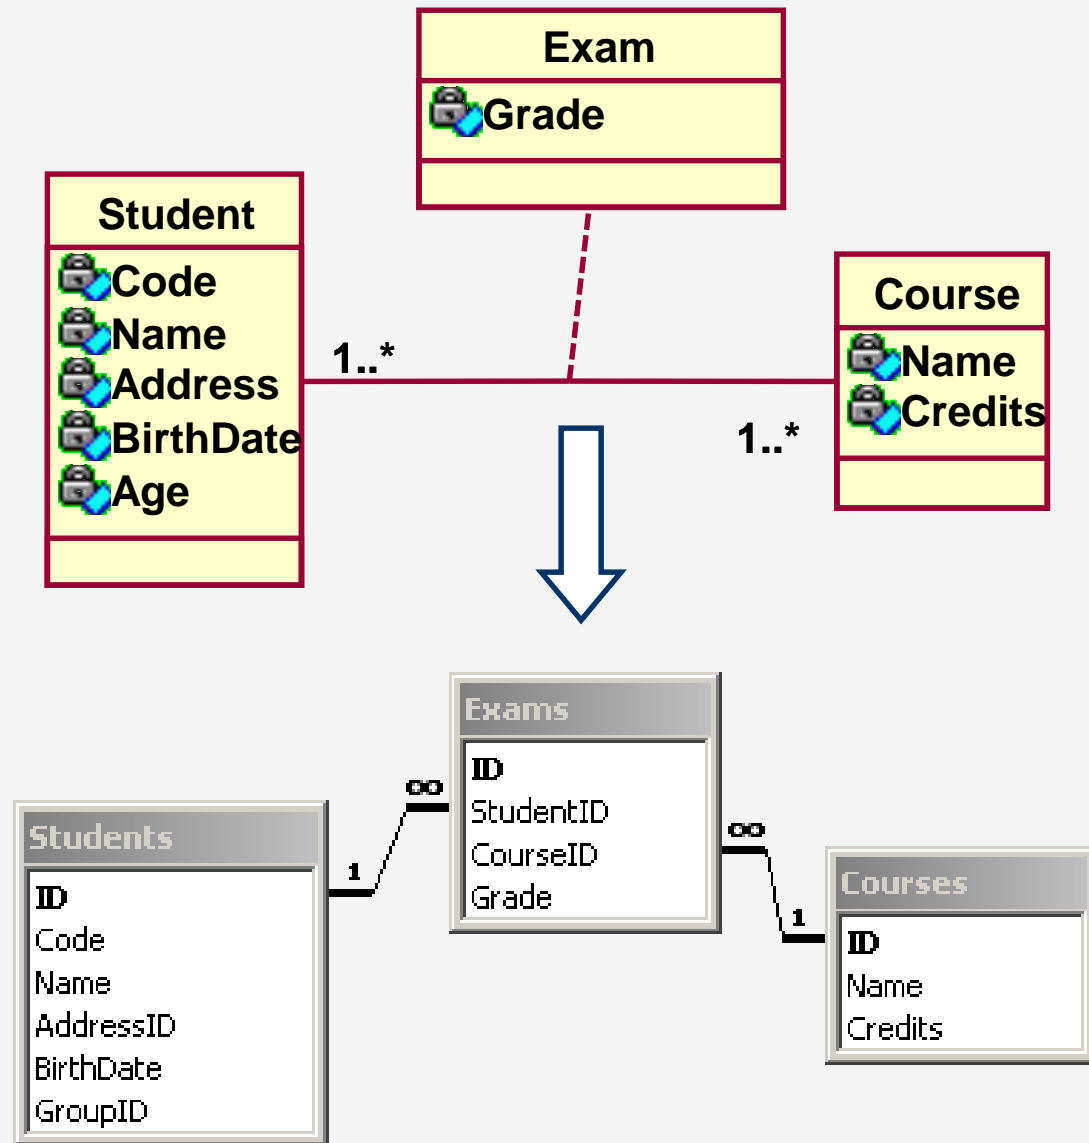 Exam
Grade
Student
Code
Name
Address
BirthDate
Age
1..*
1..*
Course
Name
Credits
Exams
ID
StudentID
CourseID
Grade
∞
1
Students
ID
Code
Name
AddressID
BirthDate
GroupID
∞
1
Courses
ID
Name
Credits